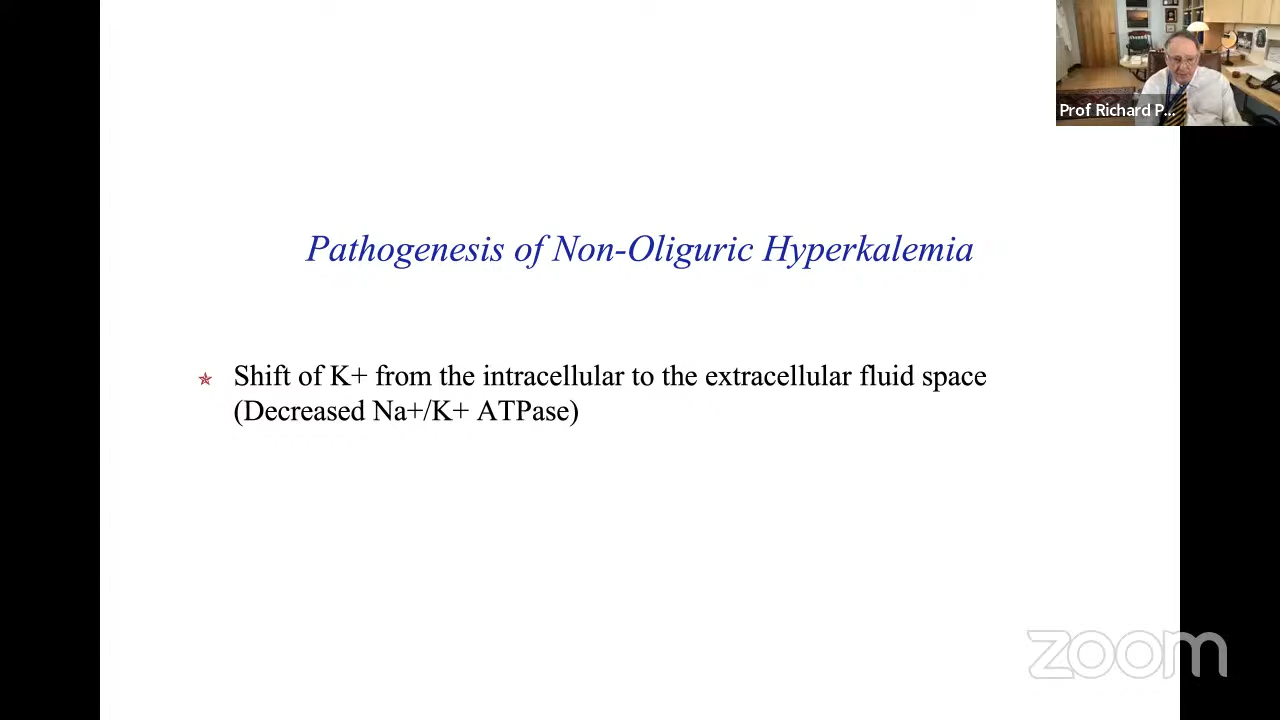 Prof Richard P...
Pathogenesis of Non-Oliguric Hyperkalemia
Shift of K+ from the intracellular to the extracellular fluid space
(Decreased Na+/K+ ATPase)
zoom